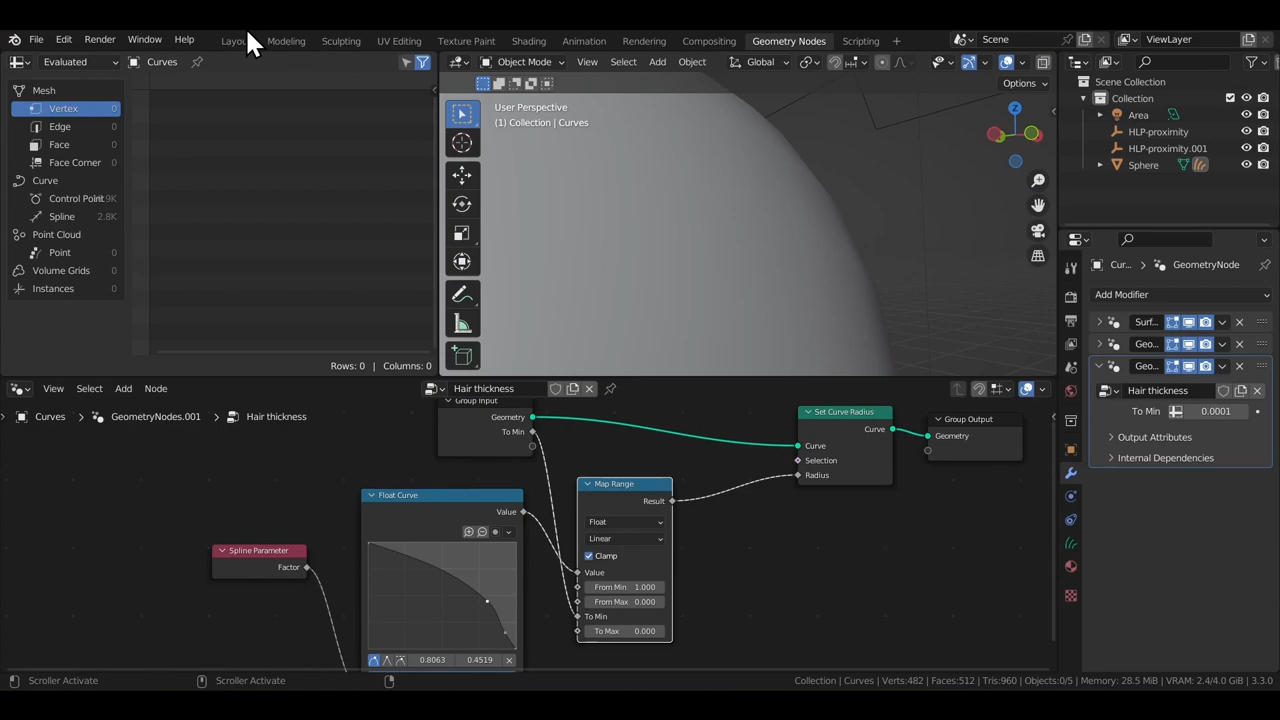 File Edit Render Window Help Layou Modeling Sculpting UV Editing Texture Paint Shading Animation Rendering Compositing Geometry Nodes Scripting + Scene ViewLayer
Evaluated Curves
Object Mode View Select Add Object Global
Options
Mesh
Vertex 0
Edge 0
Face 0
Face Corner 0
Curve
Control Point
Spline 2.8K
Point Cloud
Point 0
Volume Grids 0
Instances 0
Rows: 0 | Columns: 0
User Perspective
(1) Collection | Curves
Z
Scene Collection
Collection
Area
HLP-proximity
HLP-proximity.001
Sphere
Cur... GeometryNode
Add Modifier
Surf...
Geo...
Geo...
Hair thickness
To Min 0.0001
Output Attributes
Internal Dependencies
View Select Add Node Hair thickness
Curves GeometryNodes.001 Hair thickness
Group Input
Geometry
To Min
Set Curve Radius
Curve
Curve
Selection
Radius
Group Output
Geometry
Float Curve
Value
0.8063 0.4519
Spline Parameter
Factor
Map Range
Result
Float
Linear
Clamp
Value
From Min 1.000
From Max 0.000
To Min
To Max 0.000
Scroller Activate Scroller Activate Collection | Curves | Verts:482 | Faces:512 | Tris:960 | Objects:0/5 | Memory: 28.5 MiB | VRAM: 2.4/4.0 GiB | 3.3.0